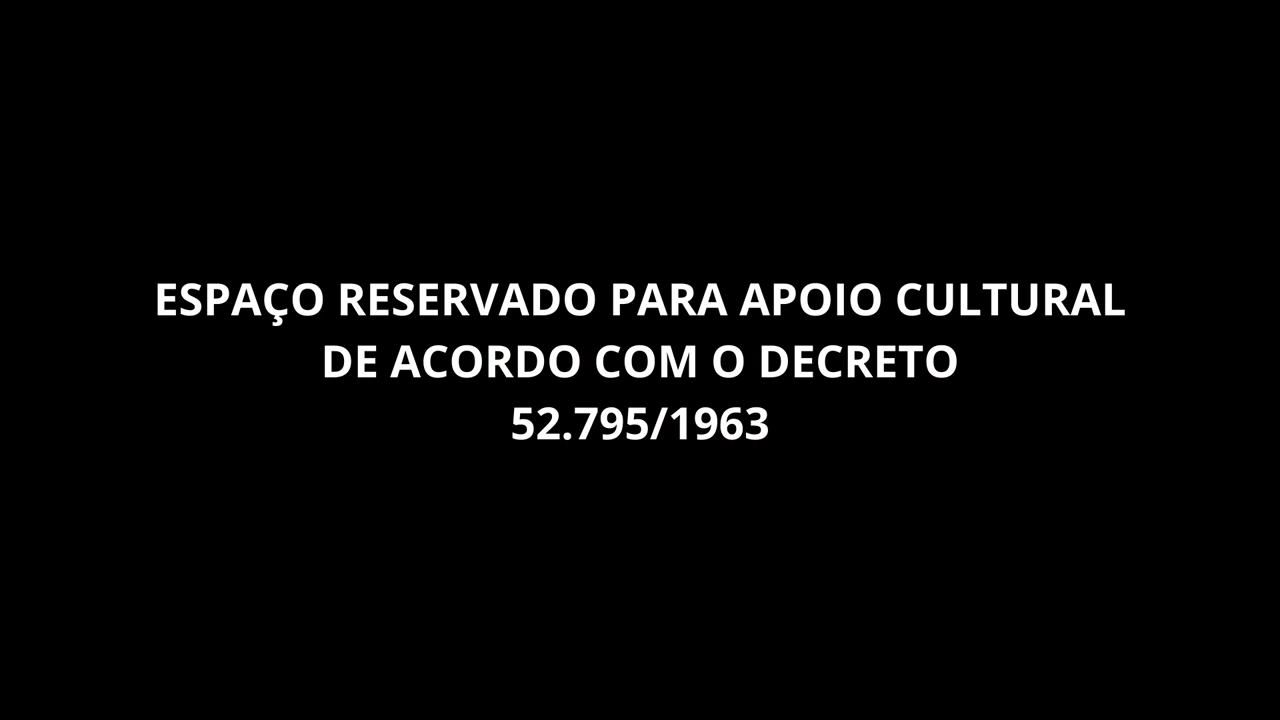 ESPAÇO RESERVADO PARA APOIO CULTURAL
DE ACORDO COM O DECRETO
52.795/1963